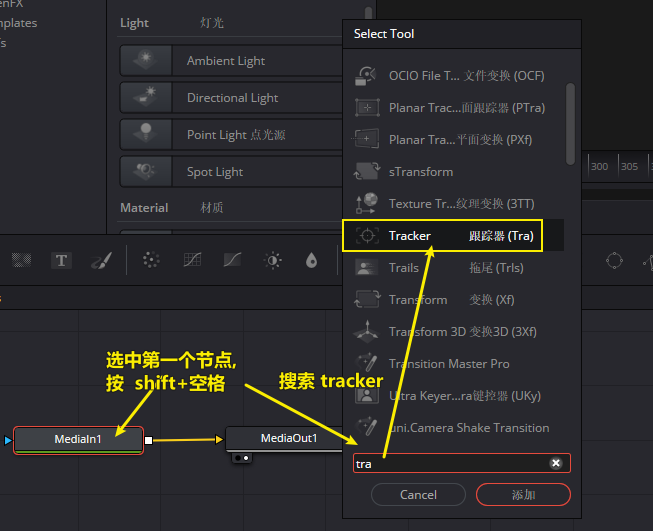 enFX
mplates
Light 灯光
Ambient Light
Directional Light
Point Light 点光源
Spot Light
Material 材质
Select Tool
OCIO File T... 文件变换 (OCF)
Planar Trac...面跟踪器 (PTra)
Planar Tra...平面变换 (PXf)
sTransform
Texture Tr...纹理变换 (3TT)
Tracker 跟踪器 (Tra)
Trails 拖尾 (Trls)
Transform 变换 (Xf)
Transform 3D 变换3D (3Xf)
Transition Master Pro
Ultra Keyer...ra键控器 (UKy)
uni.Camera Shake Transition
tra
Cancel 添加
300 305
T
选中第一个节点,
按 shift+空格
搜索 tracker
MediaIn1
MediaOut1